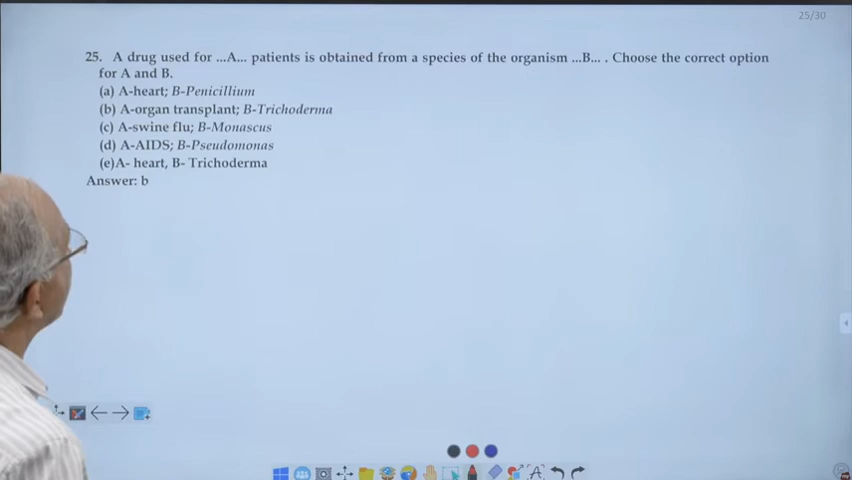 25/30
25. A drug used for ...A... patients is obtained from a species of the organism ...B... . Choose the correct option
for A and B.
(a) A-heart; B-Penicillium
(b) A-organ transplant; B-Trichoderma
(c) A-swine flu; B-Monascus
(d) A-AIDS; B-Pseudomonas
(e)A- heart, B- Trichoderma
Answer: b